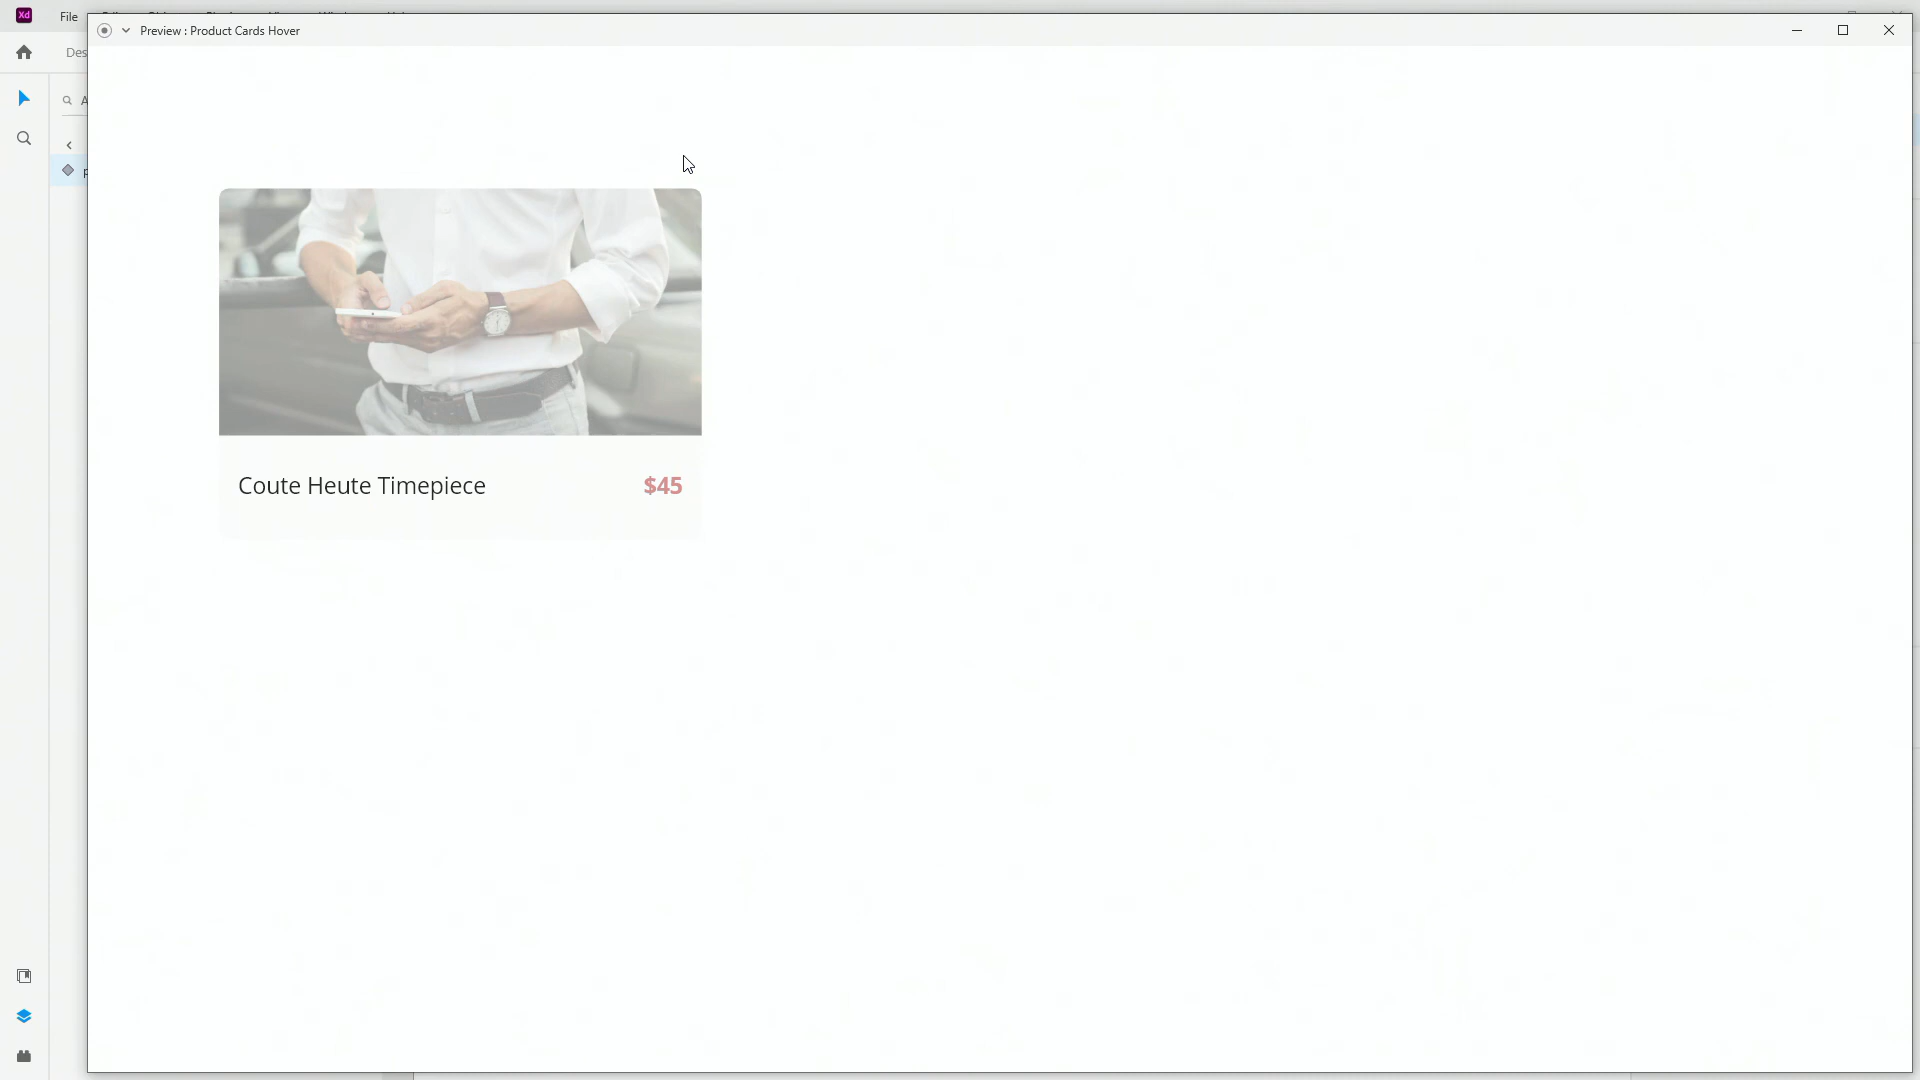 Xd File
Preview : Product Cards Hover
Des
A
Coute Heute Timepiece $45